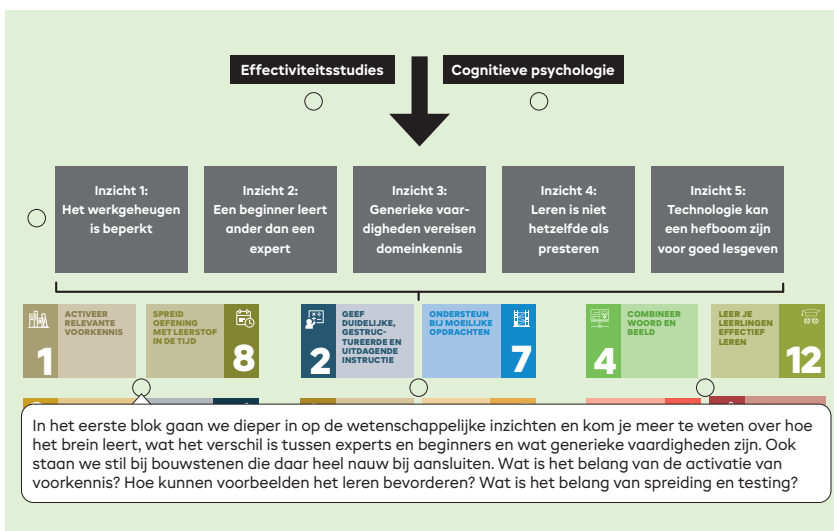 Effectiviteitsstudies
Cognitieve psychologie
Inzicht 1:
Het werkgeheugen
is beperkt
Inzicht 2:
Een beginner leert
ander dan een
expert
Inzicht 3:
Generieke vaar-
digheden vereisen
domeinkennis
Inzicht 4:
Leren is niet
hetzelfde als
presteren
Inzicht 5:
Technologie kan
een hefboom zijn
voor goed lesgeven
ACTIVEER
RELEVANTE
VOORKENNIS
1
SPREID
OEFENING
MET LEERSTOF
IN DE TIJD
8
GEEF
DUIDELIJKE,
GESTRUC-
TUREERDE EN
UITDAGENDE
INSTRUCTIE
2
ONDERSTEUN
BIJ MOEILIJKE
OPDRACHTEN
7
COMBINEER
WOORD EN
BEELD
4
LEER JE
LEERLINGEN
EFFECTIEF
LEREN
12
In het eerste blok gaan we dieper in op de wetenschappelijke inzichten en kom je meer te weten over hoe
het brein leert, wat het verschil is tussen experts en beginners en wat generieke vaardigheden zijn. Ook
staan we stil bij bouwstenen die daar heel nauw bij aansluiten. Wat is het belang van de activatie van
voorkennis? Hoe kunnen voorbeelden het leren bevorderen? Wat is het belang van spreiding en testing?